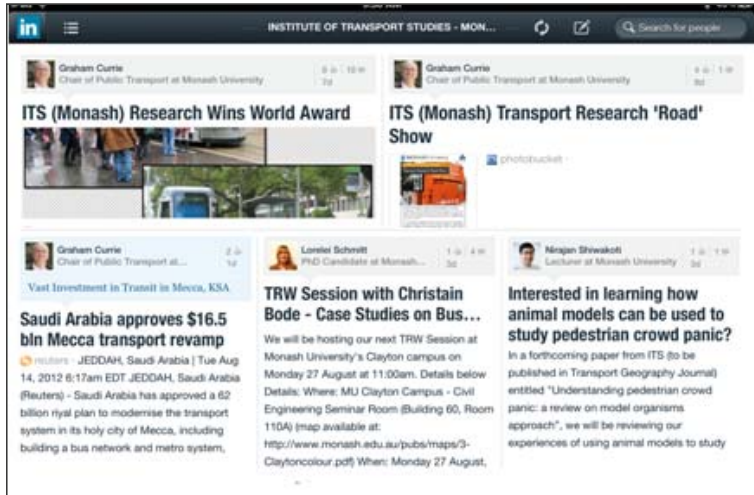 in
INSTITUTE OF TRANSPORT STUDIES - MON...
Search for people
Graham Currie
Chair of Public Transport at Monash University
ITS (Monash) Research Wins World Award
Graham Currie
Chair of Public Transport at Monash University
ITS (Monash) Transport Research 'Road'
Show
photobucket
Graham Currie
Chair of Public Transport at...
2
1d
Vast Investment in Transit in Mecca, KSA
Saudi Arabia approves $16.5
bln Mecca transport revamp
reuters · JEDDAH, Saudi Arabia | Tue Aug
14, 2012 6:17am EDT JEDDAH, Saudi Arabia
(Reuters) - Saudi Arabia has approved a 62
billion riyal plan to modernise the transport
system in its holy city of Mecca, including
building a bus network and metro system,
Lorelei Schmitt
PhD Candidate at Monash...
1 4
3d
TRW Session with Christain
Bode - Case Studies on Bus...
We will be hosting our next TRW Session at
Monash University's Clayton campus on
Monday 27 August at 11:00am. Details below
Details: Where: MU Clayton Campus - Civil
Engineering Seminar Room (Building 60, Room
110A) (map available at:
http://www.monash.edu.au/pubs/maps/3-
Claytoncolour.pdf) When: Monday 27 August,
Nirajan Shiwakoti
Lecturer at Monash University
1 1
3d
Interested in learning how
animal models can be used to
study pedestrian crowd panic?
In a forthcoming paper from ITS (to be
published in Transport Geography Journal)
entitled "Understanding pedestrian crowd
panic: a review on model organisms
approach", we will be reviewing our
experiences of using animal models to study